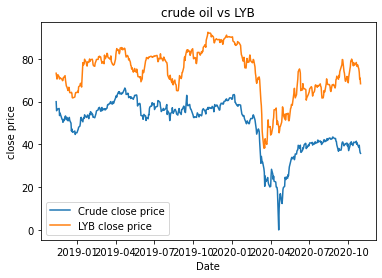 crude oil vs LYB
close price
80
60
40
20
0
Crude close price
LYB close price
2019-01 2019-04 2019-07 2019-10 2020-01 2020-04 2020-07 2020-10
Date